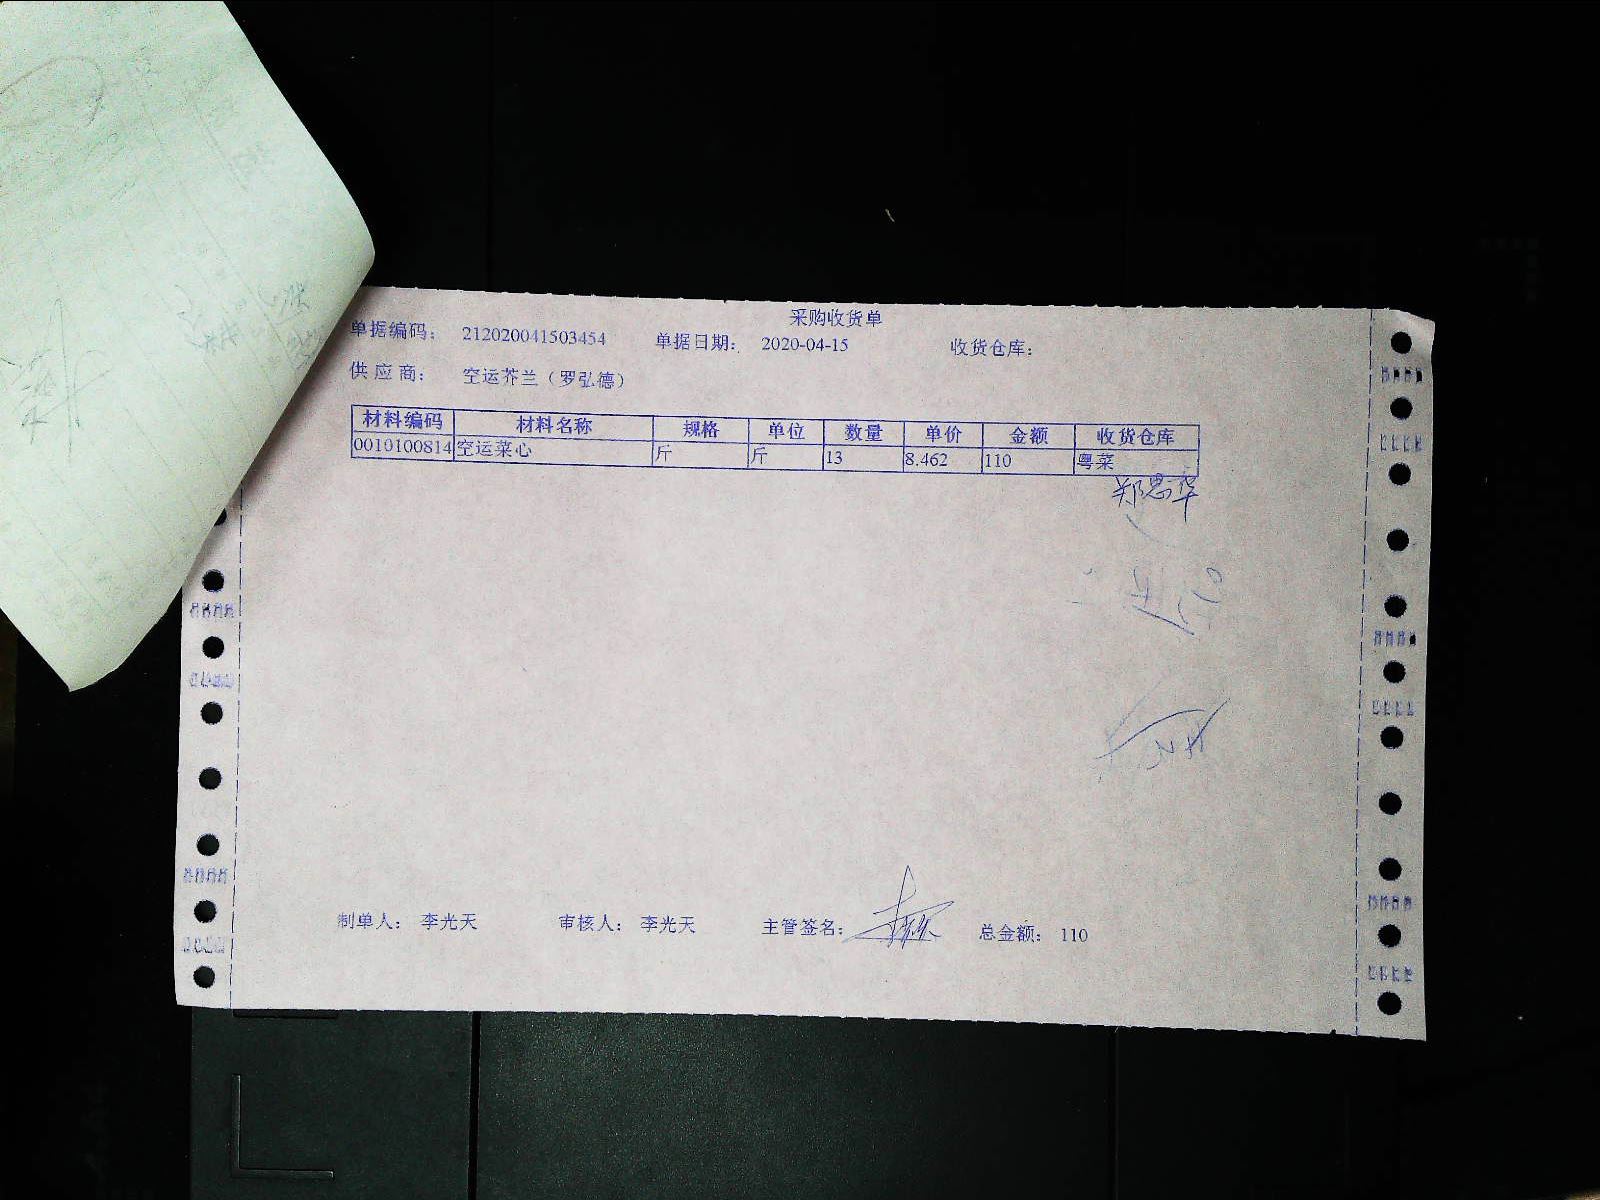 采购收货单
单据编码： 212020041503454 单据日期： 2020-04-15 收货仓库：
供应商： 空运芥兰（罗弘德）
材料编码 材料名称 规格 单位 数量 单价 金额 收货仓库
0010100814 空运菜心 斤 斤 13 8.462 110 粤菜
郑思华
制单人： 李光天 审核人： 李光天 主管签名： 总金额： 110